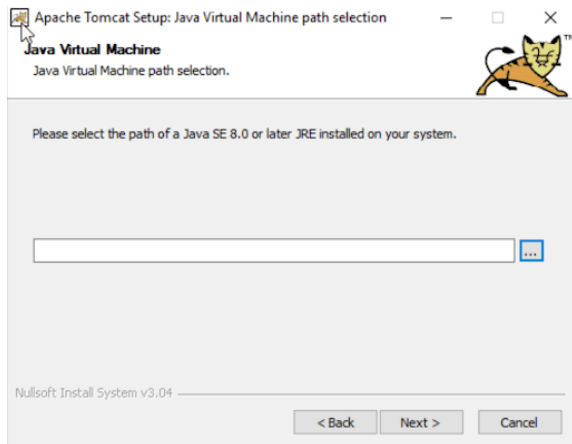 Apache Tomcat Setup: Java Virtual Machine path selection
Java Virtual Machine
Java Virtual Machine path selection.
TM
Please select the path of a Java SE 8.0 or later JRE installed on your system.
...
Nullsoft Install System v3.04
< Back Next > Cancel